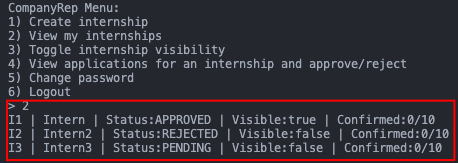 CompanyRep Menu:
1) Create internship
2) View my internships
3) Toggle internship visibility
4) View applications for an internship and approve/reject
5) Change password
6) Logout
> 2
I1 | Intern | Status:APPROVED | Visible:true | Confirmed:0/10
I2 | Intern2 | Status:REJECTED | Visible:false | Confirmed:0/10
I3 | Intern3 | Status:PENDING | Visible:false | Confirmed:0/10